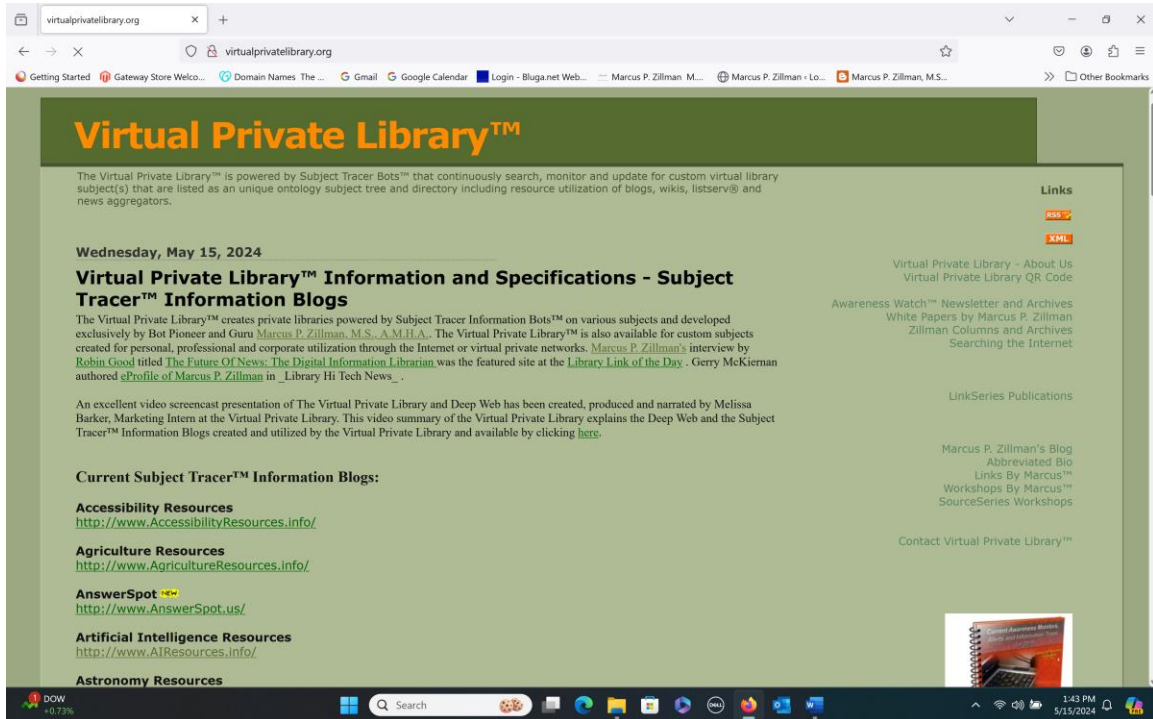 virtualprivatelibrary.org
virtualprivatelibrary.org
Getting Started
Gateway Store Welco...
Domain Names The ...
Gmail
Google Calendar
Login - Bluga.net Web...
Marcus P. Zillman M....
Marcus P. Zillman ‹ Lo...
Marcus P. Zillman, M.S...
Other Bookmarks
Virtual Private Library™
The Virtual Private Library™ is powered by Subject Tracer Bots™ that continuously search, monitor and update for custom virtual library
subject(s) that are listed as an unique ontology subject tree and directory including resource utilization of blogs, wikis, listserv® and
news aggregators.
Wednesday, May 15, 2024
Virtual Private Library™ Information and Specifications - Subject
Tracer™ Information Blogs
The Virtual Private Library™ creates private libraries powered by Subject Tracer Information Bots™ on various subjects and developed
exclusively by Bot Pioneer and Guru Marcus P. Zillman, M.S., A.M.H.A.. The Virtual Private Library™ is also available for custom subjects
created for personal, professional and corporate utilization through the Internet or virtual private networks. Marcus P. Zillman's interview by
Robin Good titled The Future Of News: The Digital Information Librarian was the featured site at the Library Link of the Day . Gerry McKiernan
authored eProfile of Marcus P. Zillman in _Library Hi Tech News_ .
An excellent video screencast presentation of The Virtual Private Library and Deep Web has been created, produced and narrated by Melissa
Barker, Marketing Intern at the Virtual Private Library. This video summary of the Virtual Private Library explains the Deep Web and the Subject
Tracer™ Information Blogs created and utilized by the Virtual Private Library and available by clicking here.
Current Subject Tracer™ Information Blogs:
Accessibility Resources
http://www.AccessibilityResources.info/
Agriculture Resources
http://www.AgricultureResources.info/
AnswerSpot NEW
http://www.AnswerSpot.us/
Artificial Intelligence Resources
http://www.AIResources.info/
Astronomy Resources
Links
RSS
XML
Virtual Private Library - About Us
Virtual Private Library QR Code
Awareness Watch™ Newsletter and Archives
White Papers by Marcus P. Zillman
Zillman Columns and Archives
Searching the Internet
LinkSeries Publications
Marcus P. Zillman's Blog
Abbreviated Bio
Links By Marcus™
Workshops By Marcus™
SourceSeries Workshops
Contact Virtual Private Library™
1
DOW
+0.73%
Search
DELL
1:43 PM
5/15/2024